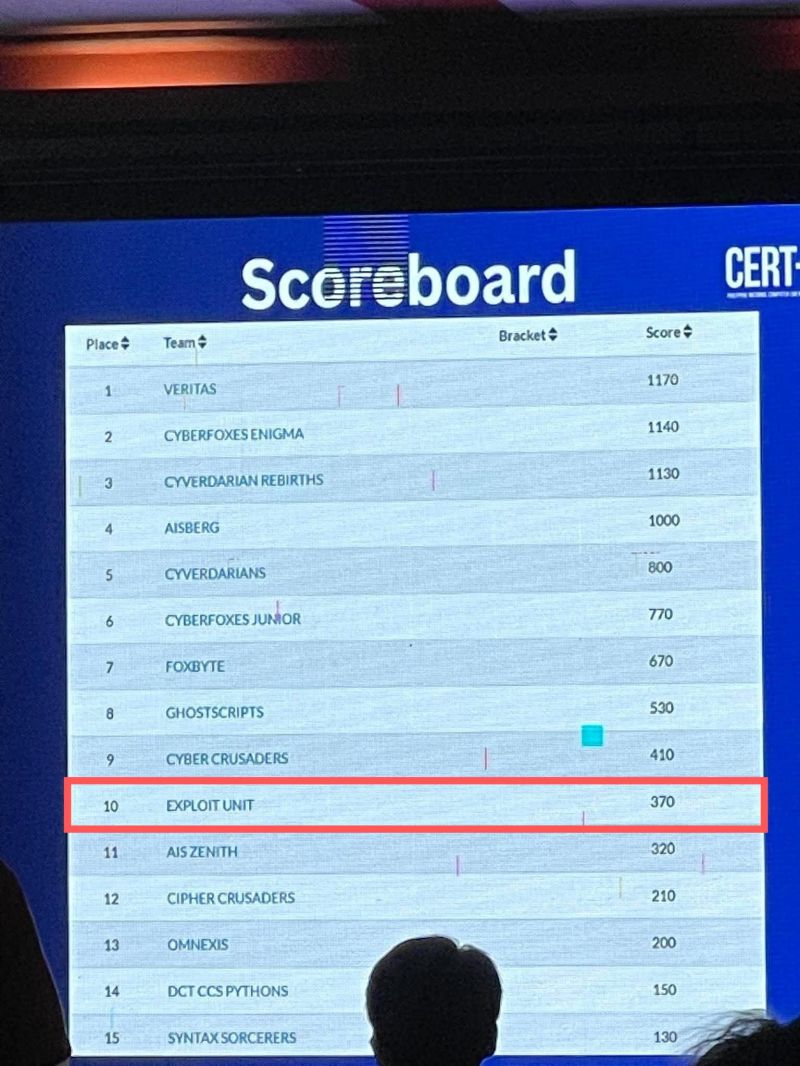 Scoreboard
CERT-
Place Team Bracket Score
1 VERITAS 1170
2 CYBERFOXES ENIGMA 1140
3 CYVERDARIAN REBIRTHS 1130
4 AISBERG 1000
5 CYVERDARIANS 800
6 CYBERFOXES JUNIOR 770
7 FOXBYTE 670
8 GHOSTSCRIPTS 530
9 CYBER CRUSADERS 410
10 EXPLOIT UNIT 370
11 AIS ZENITH 320
12 CIPHER CRUSADERS 210
13 OMNEXIS 200
14 DCT CCS PYTHONS 150
15 SYNTAX SORCERERS 130